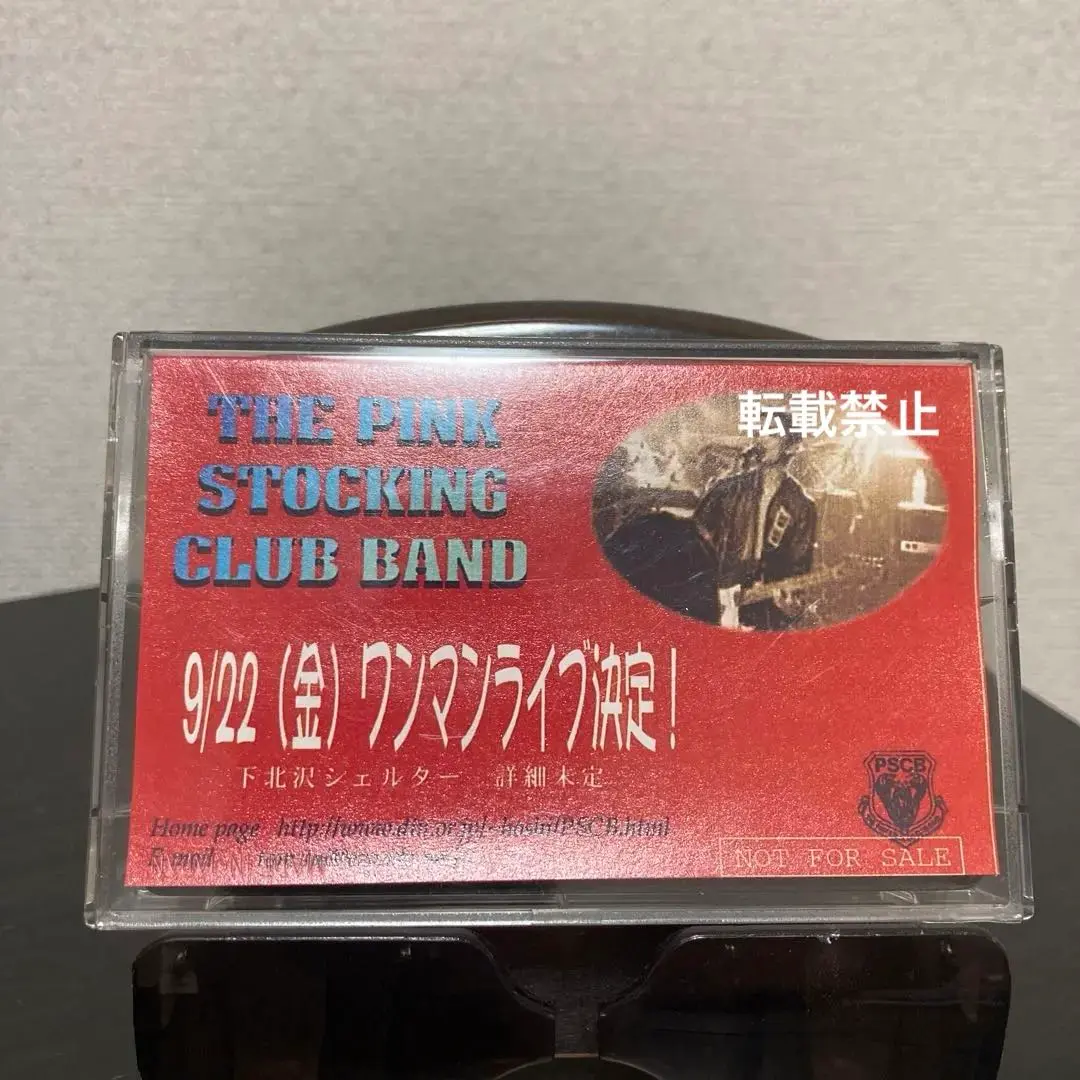 THE PINK
STOCKING
CLUB BAND
転載禁止
9/22（金）ワンマンライブ決定！
下北沢シェルター　詳細未定
PSCB
Home page
E-mail
NOT FOR SALE